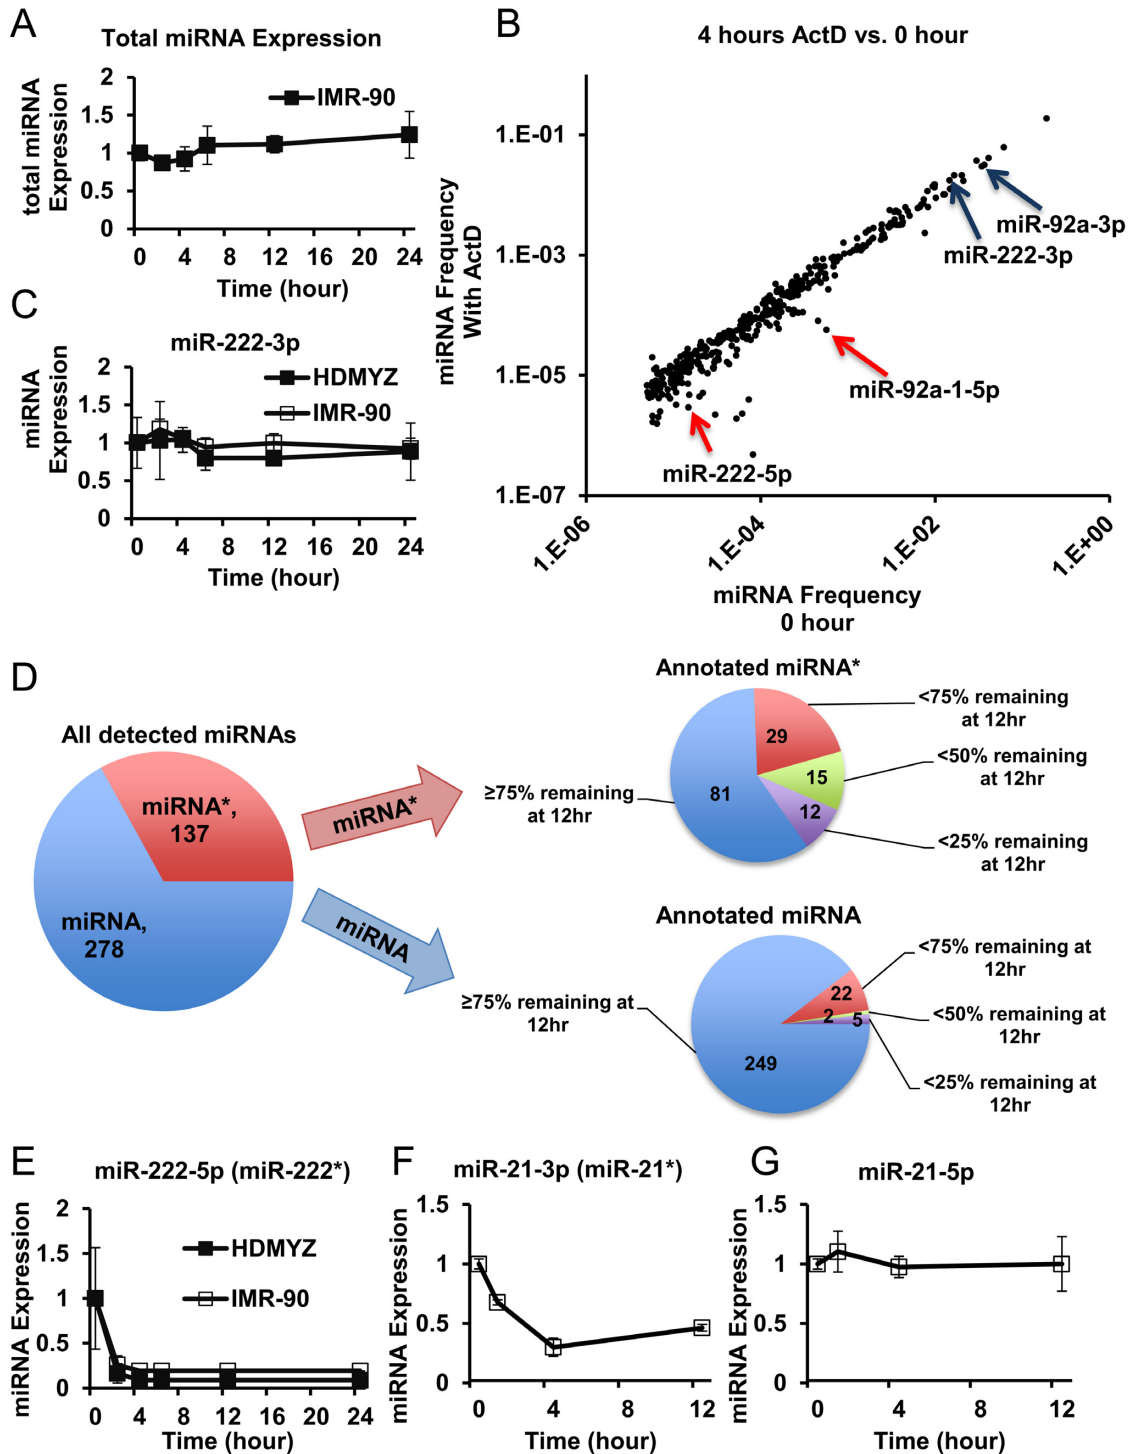 A
Total miRNA Expression
total miRNA
Expression
2
1.5
1
0.5
0
IMR-90
0 4 8 12 16 20 24
Time (hour)
B
4 hours ActD vs. 0 hour
miRNA Frequency
With ActD
1.E-01
1.E-03
1.E-05
1.E-07
miR-92a-3p
miR-222-3p
miR-92a-1-5p
miR-222-5p
1.E-06
1.E-04
1.E-02
1.E+00
miRNA Frequency
0 hour
C
miR-222-3p
miRNA
Expression
2
1.5
1
0.5
0
HDMYZ
IMR-90
0 4 8 12 16 20 24
Time (hour)
D
All detected miRNAs
miRNA*,
137
miRNA,
278
miRNA*
miRNA
Annotated miRNA*
<75% remaining
at 12hr
<50% remaining
at 12hr
<25% remaining
at 12hr
≥75% remaining
at 12hr
29
15
12
81
Annotated miRNA
<75% remaining at
12hr
<50% remaining at
12hr
<25% remaining at
12hr
≥75% remaining at
12hr
22
2
5
249
E
miR-222-5p (miR-222*)
miRNA Expression
2
1.5
1
0.5
0
HDMYZ
IMR-90
0 4 8 12 16 20 24
Time (hour)
F
miR-21-3p (miR-21*)
miRNA Expression
1.5
1
0.5
0
0 4 8 12
Time (hour)
G
miR-21-5p
miRNA Expression
1.5
1
0.5
0
0 4 8 12
Time (hour)